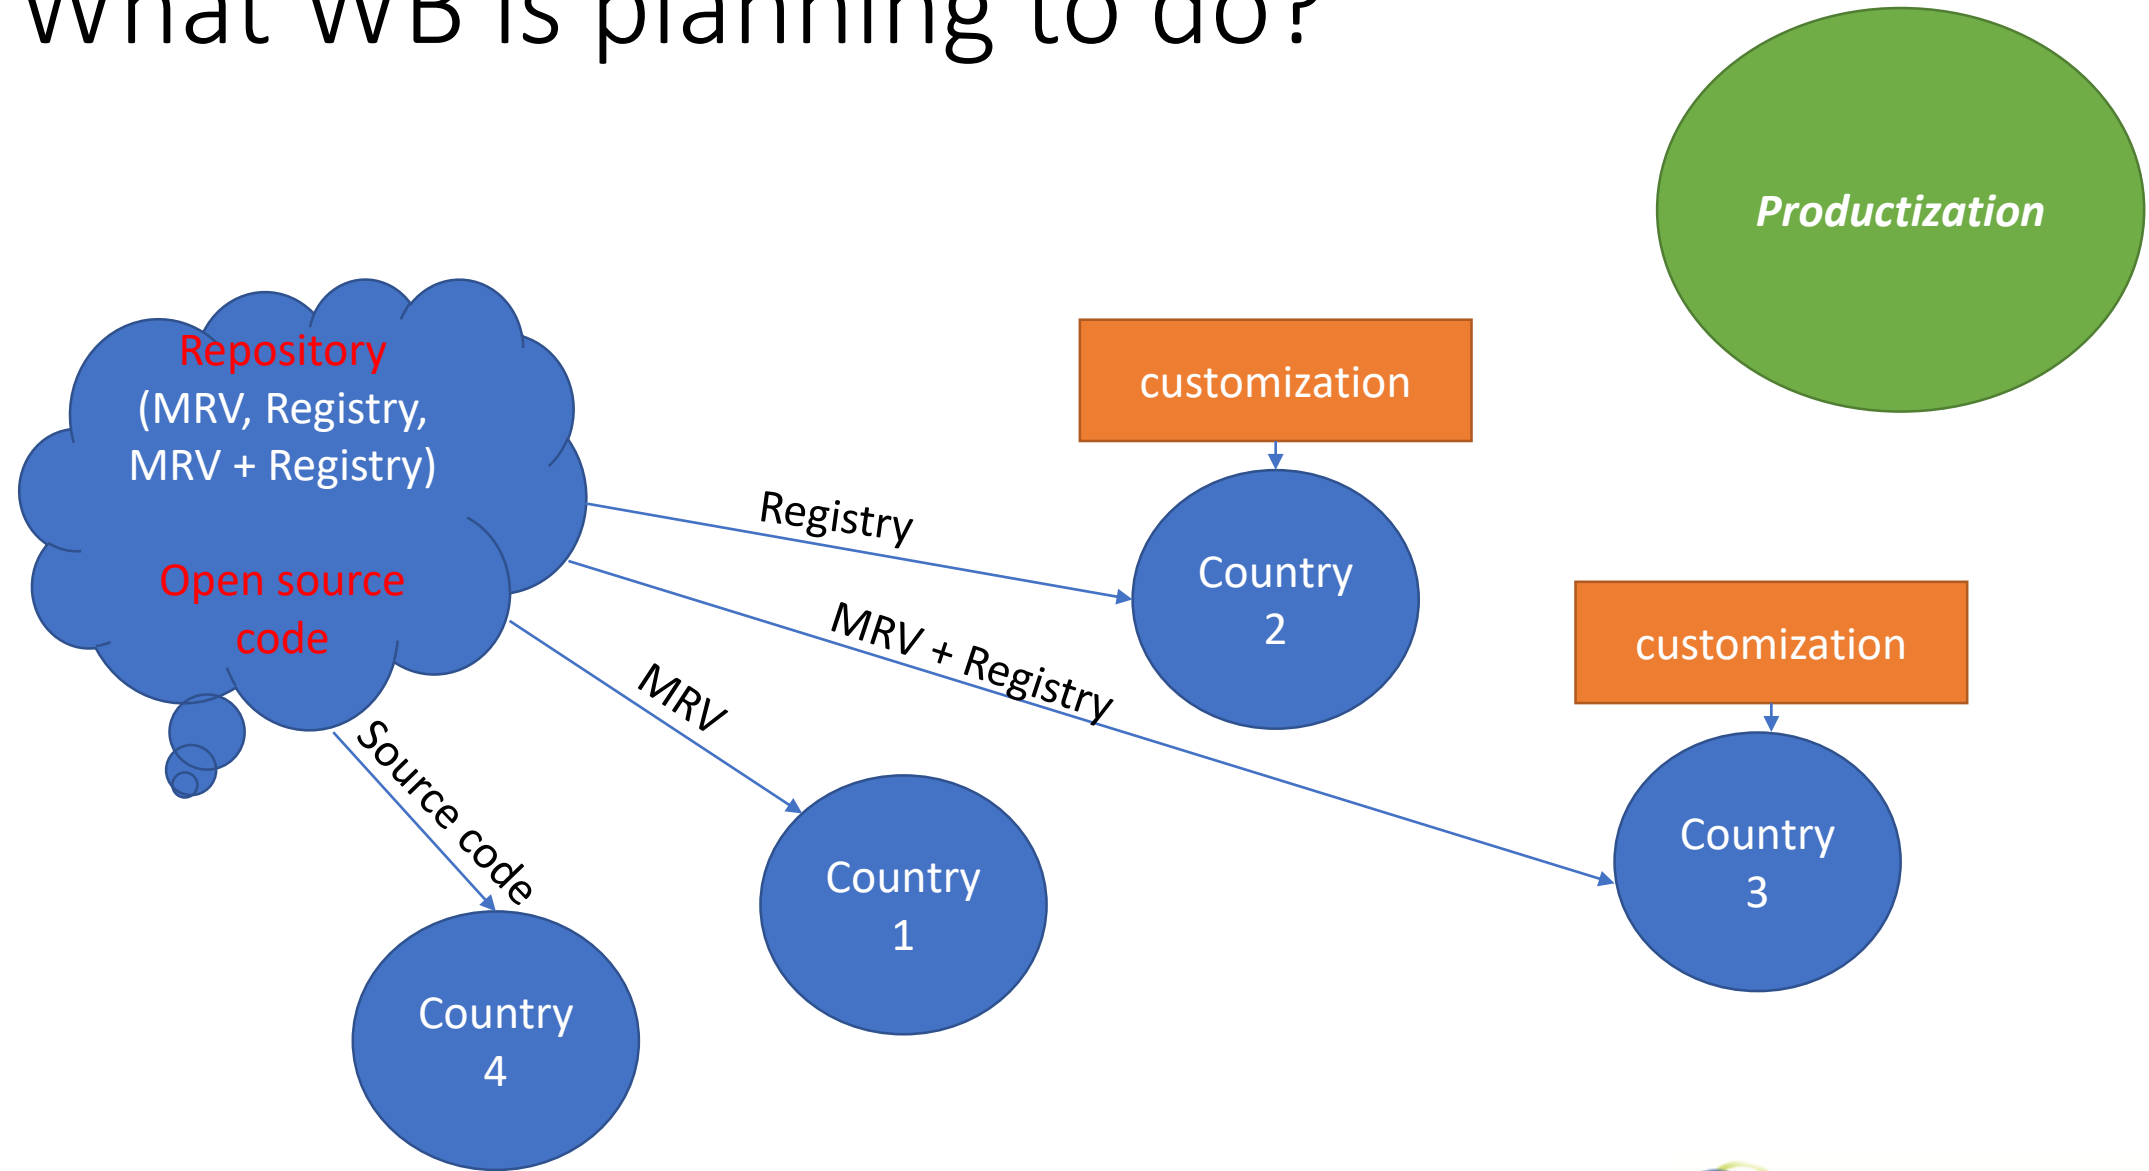 What WB is planning to do?
Productization
Repository
(MRV, Registry,
MRV + Registry)
Open source
code
customization
Registry
Country
2
MRV + Registry
customization
Country
3
MRV
Country
1
Source code
Country
4